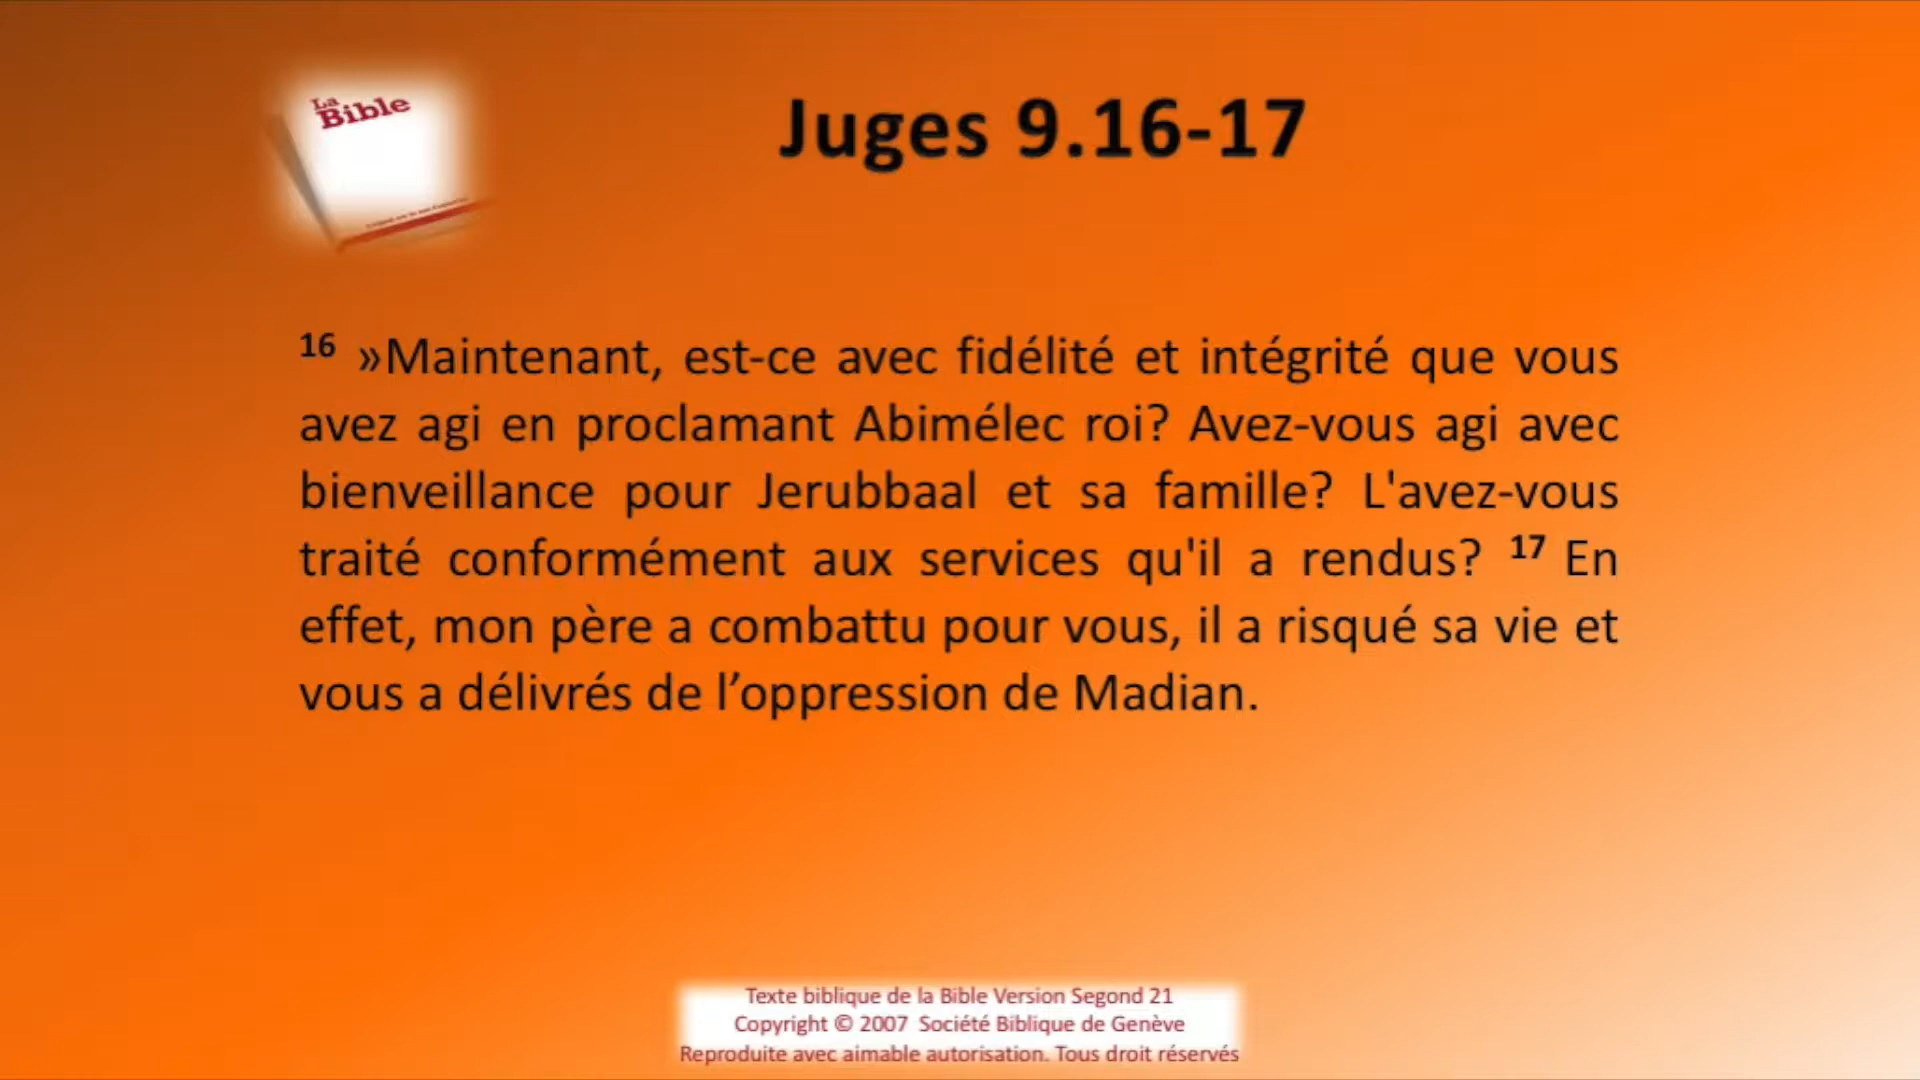 La
Bible
Juges 9.16-17
16 »Maintenant, est-ce avec fidélité et intégrité que vous
avez agi en proclamant Abimélec roi? Avez-vous agi avec
bienveillance pour Jerubbaal et sa famille? L'avez-vous
traité conformément aux services qu'il a rendus? 17 En
effet, mon père a combattu pour vous, il a risqué sa vie et
vous a délivrés de l’oppression de Madian.
Texte biblique de la Bible Version Segond 21
Copyright © 2007 Société Biblique de Genève
Reproduite avec aimable autorisation. Tous droit réservés